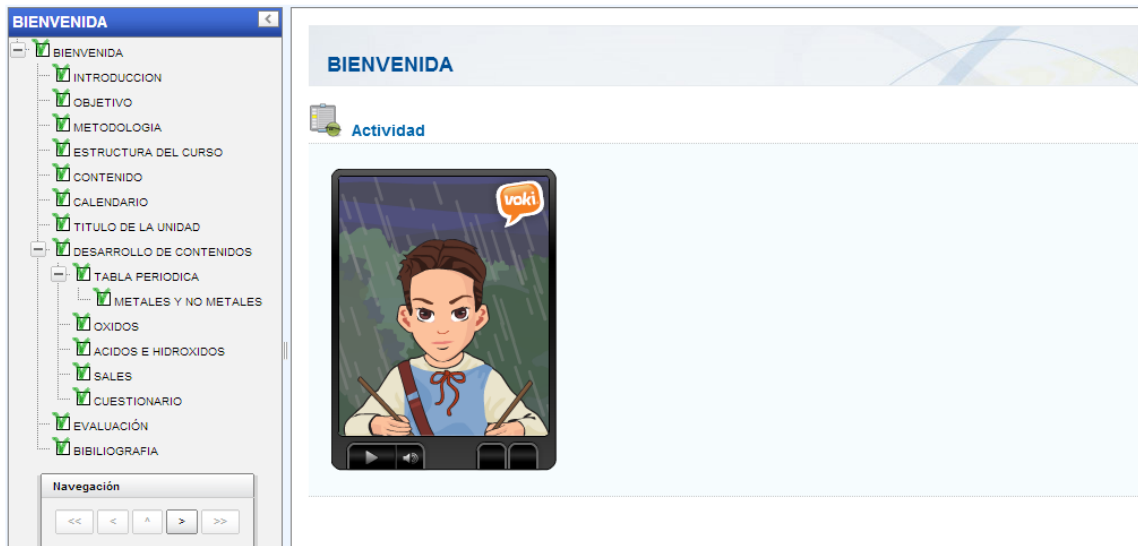 BIENVENIDA
<
BIENVENIDA
INTRODUCCION
OBJETIVO
METODOLOGIA
ESTRUCTURA DEL CURSO
CONTENIDO
CALENDARIO
TITULO DE LA UNIDAD
DESARROLLO DE CONTENIDOS
TABLA PERIODICA
METALES Y NO METALES
OXIDOS
ACIDOS E HIDROXIDOS
SALES
CUESTIONARIO
EVALUACIÓN
BIBILIOGRAFIA
Navegación
<< < ^ > >>
BIENVENIDA
Actividad
voki